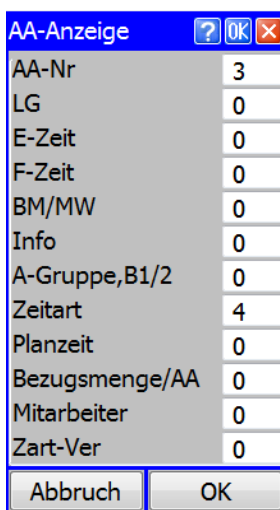 AA-Anzeige ? OK ×
AA-Nr 3
LG 0
E-Zeit 0
F-Zeit 0
BM/MW 0
Info 0
A-Gruppe,B1/2 0
Zeitart 4
Planzeit 0
Bezugsmenge/AA 0
Mitarbeiter 0
Zart-Ver 0
Abbruch OK